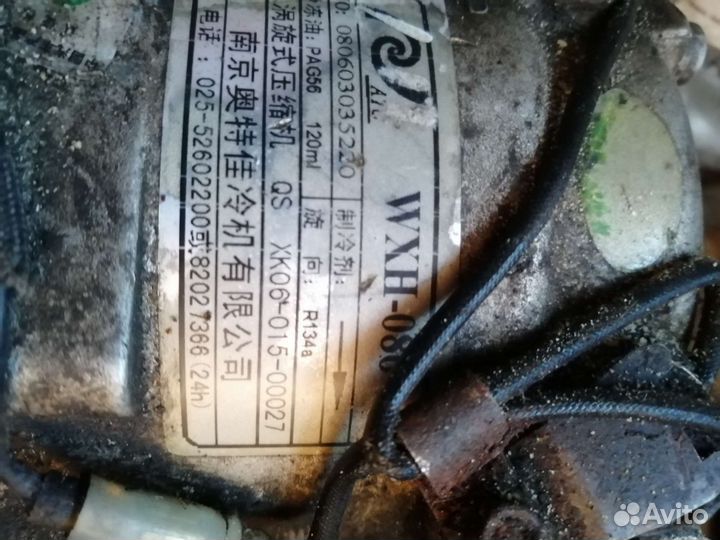 WXH-08
O: 080603035220 制冷剂: →
冻油: PAG56 120ml 旋 向: R134a
涡旋式压缩机 QS XK06-015-00027
南京奥特佳冷机有限公司
电话: 025-52602200或82027366(24h)
Avito